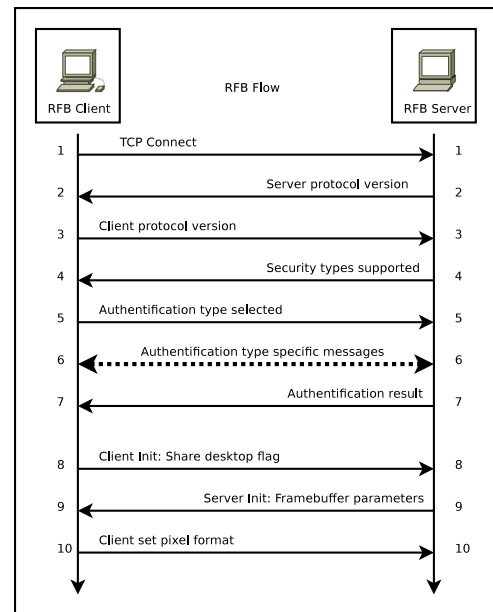 RFB Client
RFB Flow
RFB Server
1 TCP Connect 1
2 Server protocol version 2
3 Client protocol version 3
4 Security types supported 4
5 Authentification type selected 5
6 Authentification type specific messages 6
7 Authentification result 7
8 Client Init: Share desktop flag 8
9 Server Init: Framebuffer parameters 9
10 Client set pixel format 10